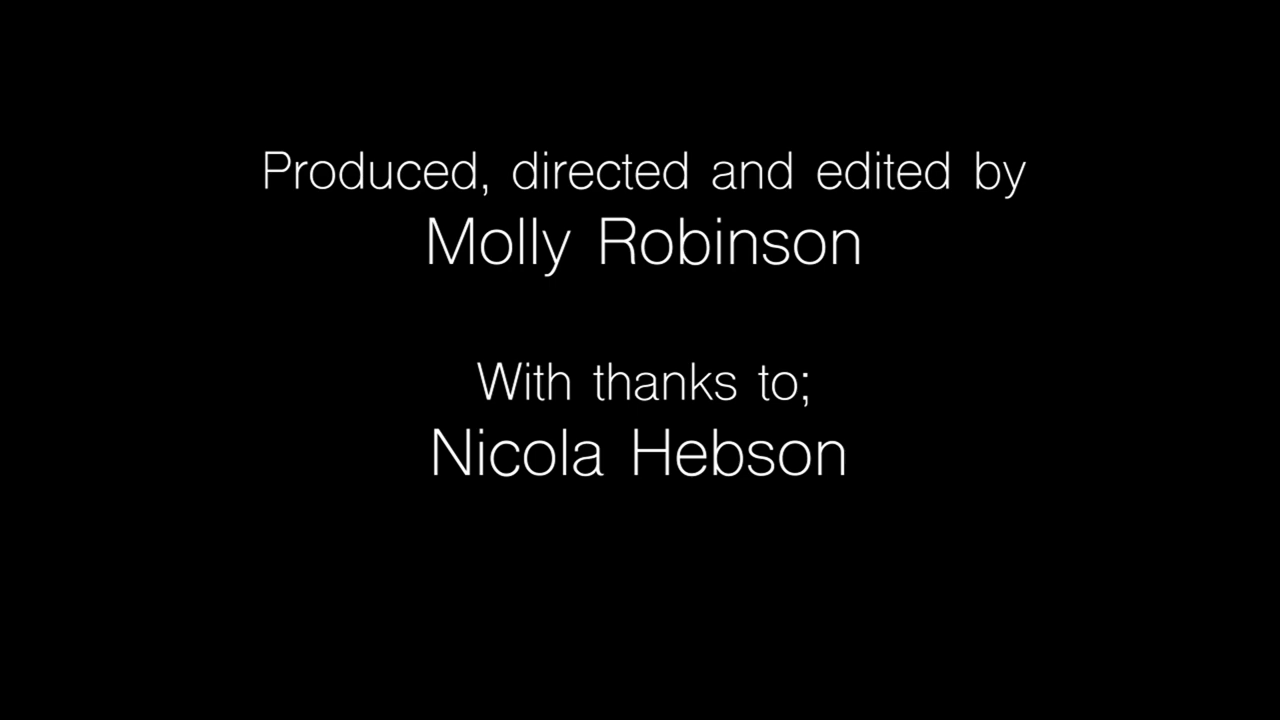 Produced, directed and edited by
Molly Robinson
With thanks to;
Nicola Hebson